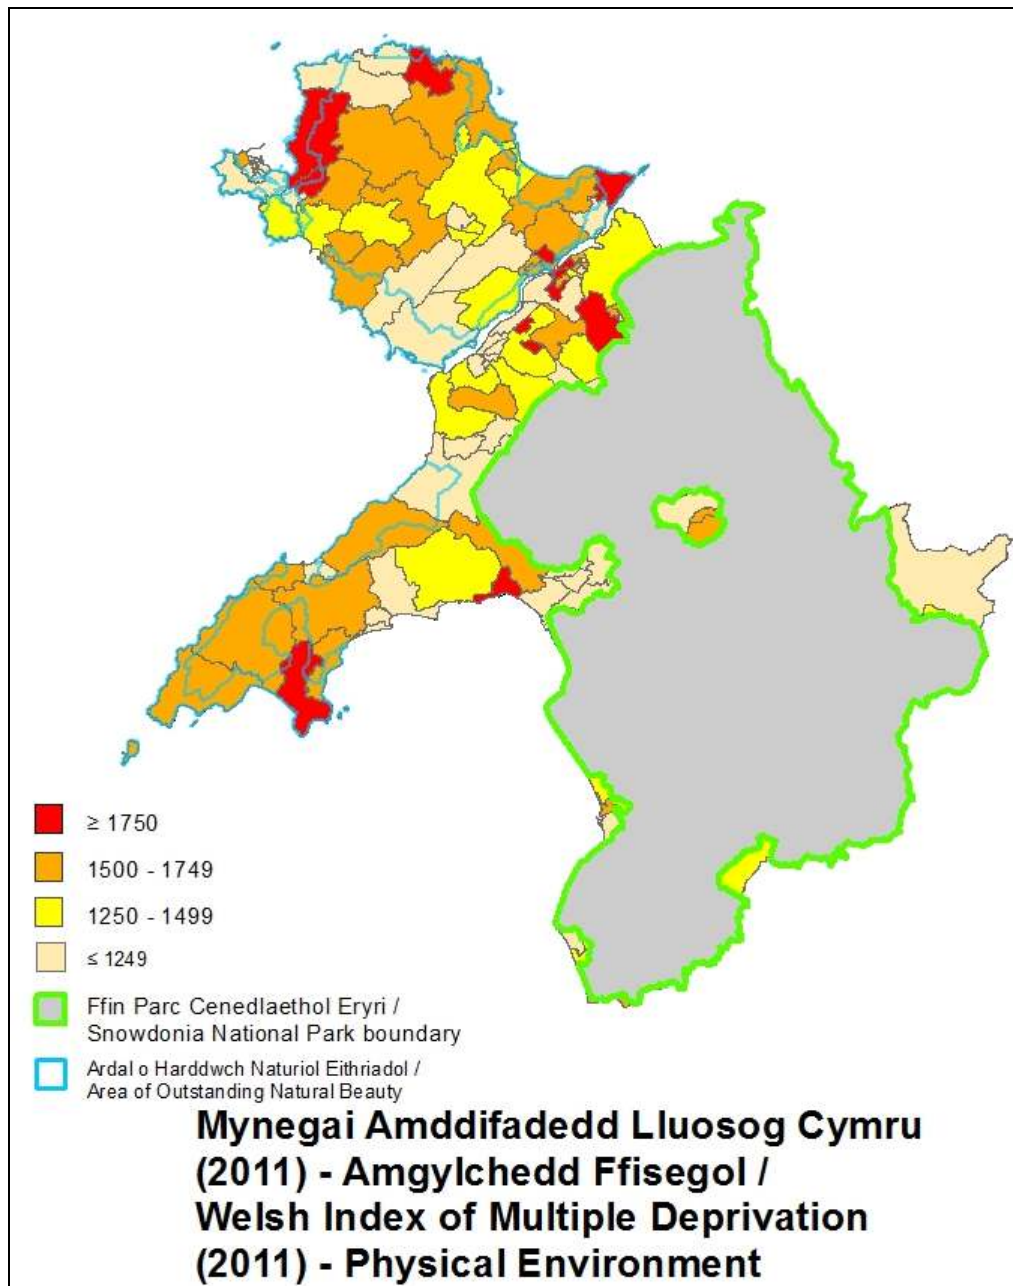 ≥ 1750
1500 - 1749
1250 - 1499
≤ 1249
Ffin Parc Cenedlaethol Eryri /
Snowdonia National Park boundary
Ardal o Harddwch Naturiol Eithriadol /
Area of Outstanding Natural Beauty
Mynegai Amddifadedd Lluosog Cymru
(2011) - Amgylchedd Ffisegol /
Welsh Index of Multiple Deprivation
(2011) - Physical Environment